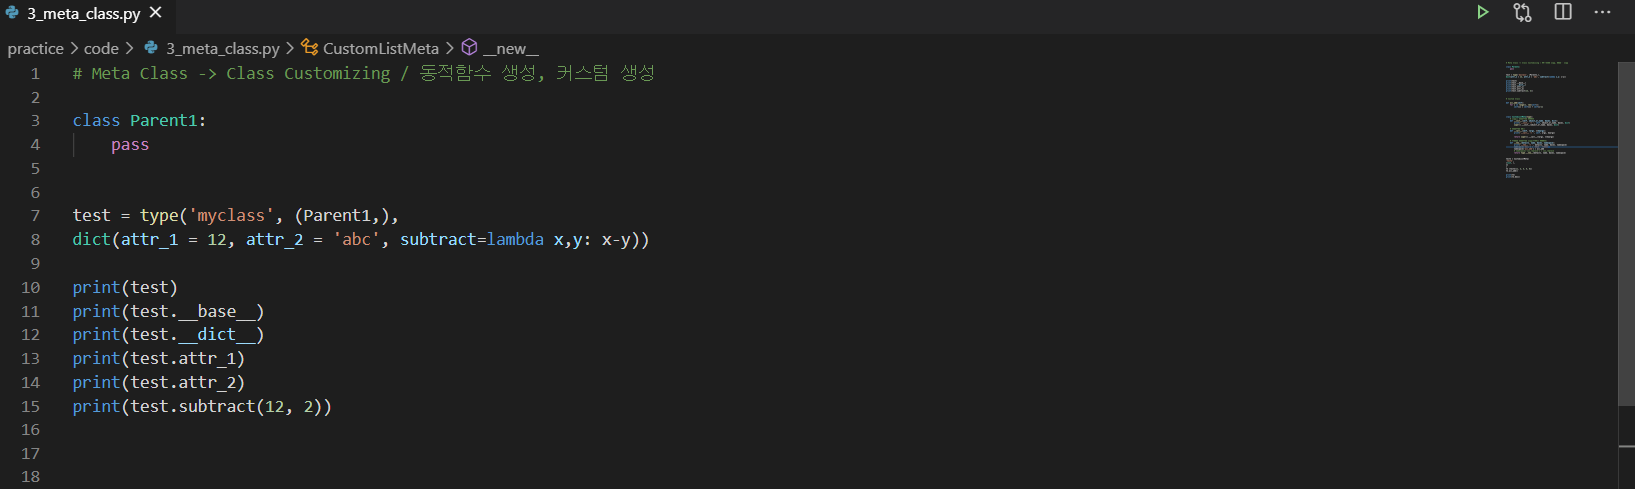 3_meta_class.py
practice > code > 3_meta_class.py > CustomListMeta > __new__
1 # Meta Class -> Class Customizing / 동적함수 생성, 커스텀 생성
2
3 class Parent1:
4     pass
5
6
7 test = type('myclass', (Parent1,),
8 dict(attr_1 = 12, attr_2 = 'abc', subtract=lambda x,y: x-y))
9
10 print(test)
11 print(test.__base__)
12 print(test.__dict__)
13 print(test.attr_1)
14 print(test.attr_2)
15 print(test.subtract(12, 2))
16
17
18